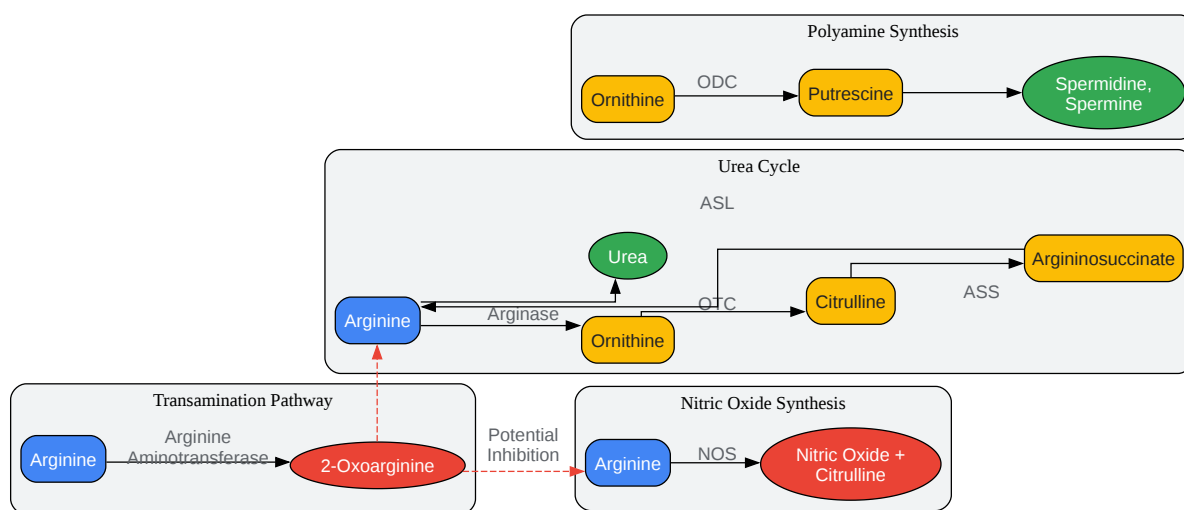 Polyamine Synthesis
ODC
Ornithine
Putrescine
Spermidine,
Spermine
Urea Cycle
ASL
Urea
Argininosuccinate
Citrulline
ASS
Arginine
Arginase
OTC
Ornithine
Transamination Pathway
Arginine
Arginine
Aminotransferase
2-Oxoarginine
Potential
Inhibition
Nitric Oxide Synthesis
Arginine
NOS
Nitric Oxide +
Citrulline